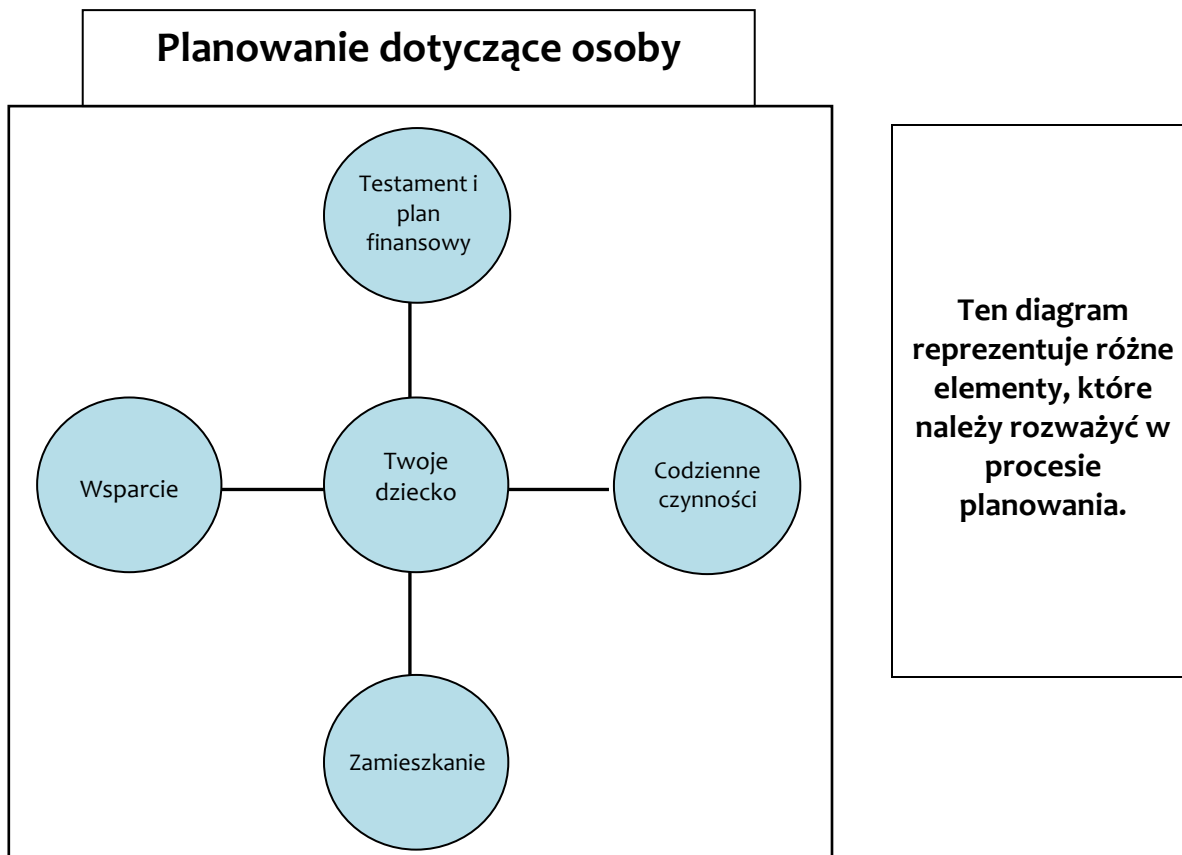 Planowanie dotyczące osoby
Testament i
plan
finansowy
Wsparcie
Twoje
dziecko
Codzienne
czynności
Zamieszkanie
Ten diagram
reprezentuje różne
elementy, które
należy rozważyć w
procesie
planowania.